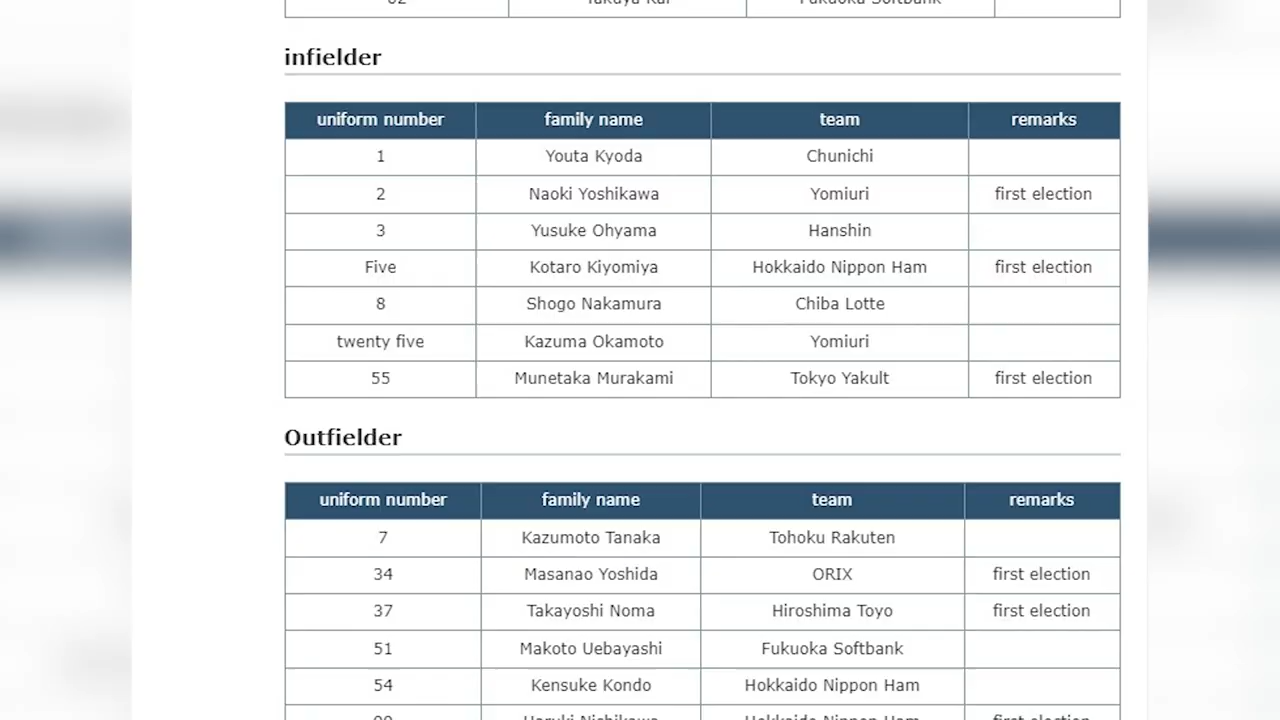 infielder
uniform number family name team remarks
1 Youta Kyoda Chunichi
2 Naoki Yoshikawa Yomiuri first election
3 Yusuke Ohyama Hanshin
Five Kotaro Kiyomiya Hokkaido Nippon Ham first election
8 Shogo Nakamura Chiba Lotte
twenty five Kazuma Okamoto Yomiuri
55 Munetaka Murakami Tokyo Yakult first election
Outfielder
uniform number family name team remarks
7 Kazumoto Tanaka Tohoku Rakuten
34 Masanao Yoshida ORIX first election
37 Takayoshi Noma Hiroshima Toyo first election
51 Makoto Uebayashi Fukuoka Softbank
54 Kensuke Kondo Hokkaido Nippon Ham